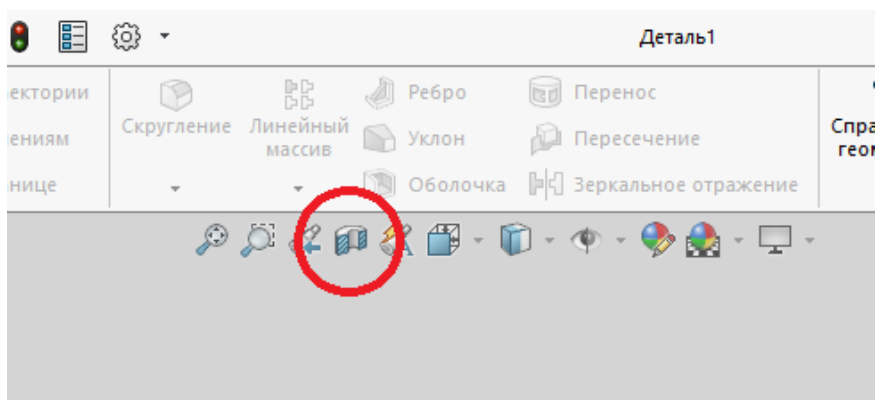 Деталь1
ектории
Скругление
Линейный
массив
Ребро
Перенос
ениям
Уклон
Пересечение
Спра
геом
нице
Оболочка
Зеркальное отражение